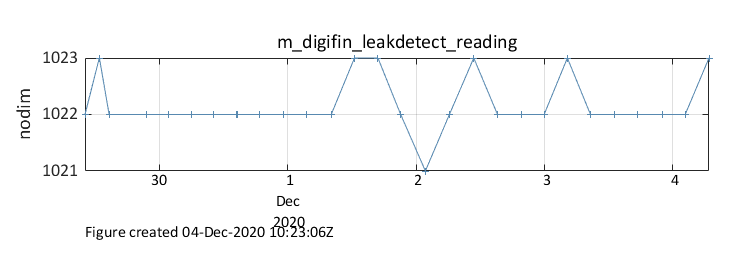 m_digifin_leakdetect_reading
1023
1022
1021
nodim
30 1 2 3 4
Dec
2020
Figure created 04-Dec-2020 10:23:06Z